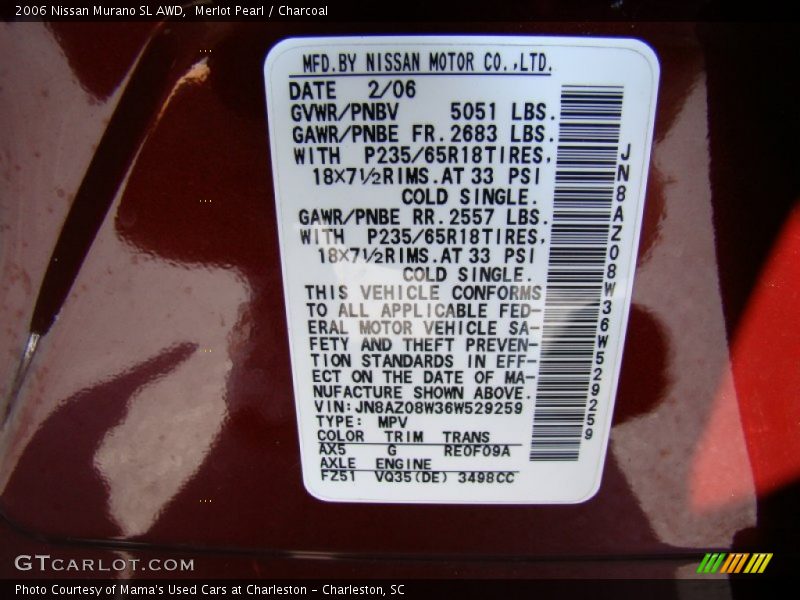 2006 Nissan Murano SL AWD, Merlot Pearl / Charcoal
MFD.BY NISSAN MOTOR CO.,LTD.
DATE 2/06
GVWR/PNBV 5051 LBS.
GAWR/PNBE FR.2683 LBS.
WITH P235/65R18TIRES,
18X7½RIMS.AT 33 PSI
COLD SINGLE.
GAWR/PNBE RR.2557 LBS.
WITH P235/65R18TIRES,
18X7½RIMS.AT 33 PSI
COLD SINGLE.
THIS VEHICLE CONFORMS
TO ALL APPLICABLE FED-
ERAL MOTOR VEHICLE SA-
FETY AND THEFT PREVEN-
TION STANDARDS IN EFF-
ECT ON THE DATE OF MA-
NUFACTURE SHOWN ABOVE.
VIN:JN8AZ08W36W529259
TYPE: MPV
COLOR TRIM TRANS
AX5 G RE0F09A
AXLE ENGINE
FZ51 VQ35(DE) 3498CC
JN8AZ08W36W529259
GTCARLOT.COM
Photo Courtesy of Mama's Used Cars at Charleston - Charleston, SC